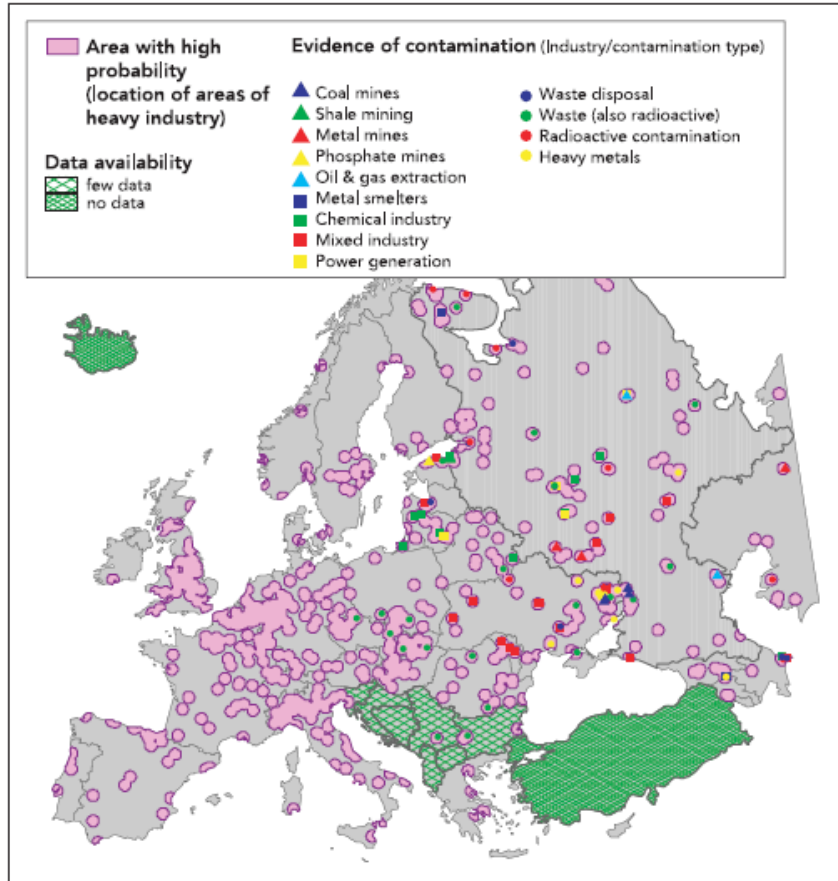 Area with high
probability
(location of areas of
heavy industry)
Data availability
few data
no data
Evidence of contamination (Industry/contamination type)
Coal mines
Shale mining
Metal mines
Phosphate mines
Oil & gas extraction
Metal smelters
Chemical industry
Mixed industry
Power generation
Waste disposal
Waste (also radioactive)
Radioactive contamination
Heavy metals